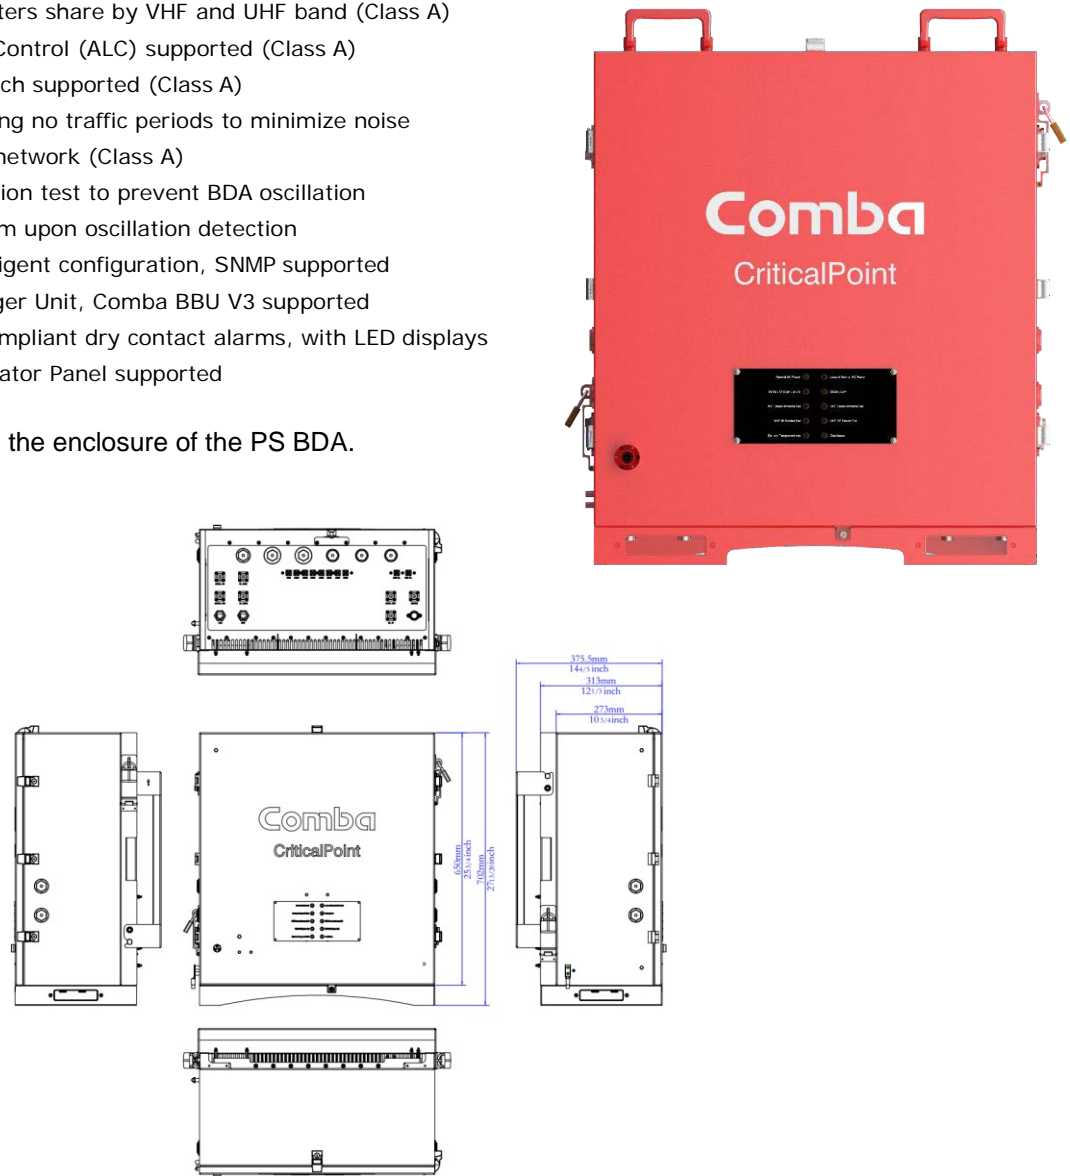 ters share by VHF and UHF band (Class A)
Control (ALC) supported (Class A)
ch supported (Class A)
ng no traffic periods to minimize noise
network (Class A)
ion test to prevent BDA oscillation
m upon oscillation detection
igent configuration, SNMP supported
ger Unit, Comba BBU V3 supported
mpliant dry contact alarms, with LED displays
ator Panel supported
the enclosure of the PS BDA.
Comba
CriticalPoint
375.5mm
14 4/5 inch
313mm
12 1/3 inch
273mm
10 3/4 inch
Comba
CriticalPoint
650mm
25 3/4 inch
702mm
27 13/20 inch